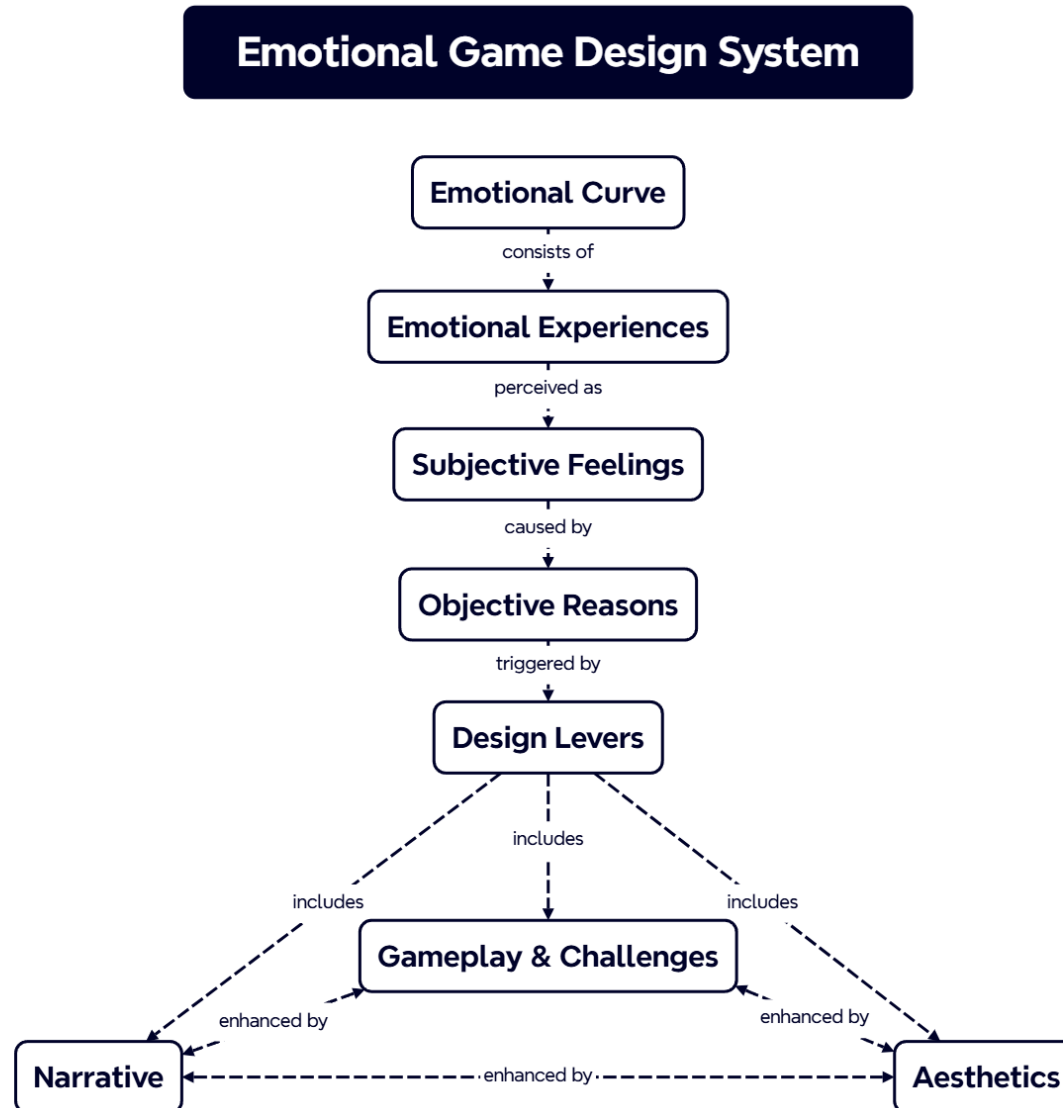 Emotional Game Design System
Emotional Curve
consists of
Emotional Experiences
perceived as
Subjective Feelings
caused by
Objective Reasons
triggered by
Design Levers
includes
includes
includes
Gameplay & Challenges
enhanced by
enhanced by
Narrative
enhanced by
Aesthetics